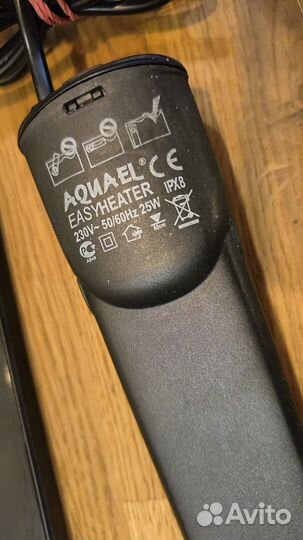 AQUAEL® CE
EASYHEATER
230V~ 50/60Hz 25W IPX8
Avito